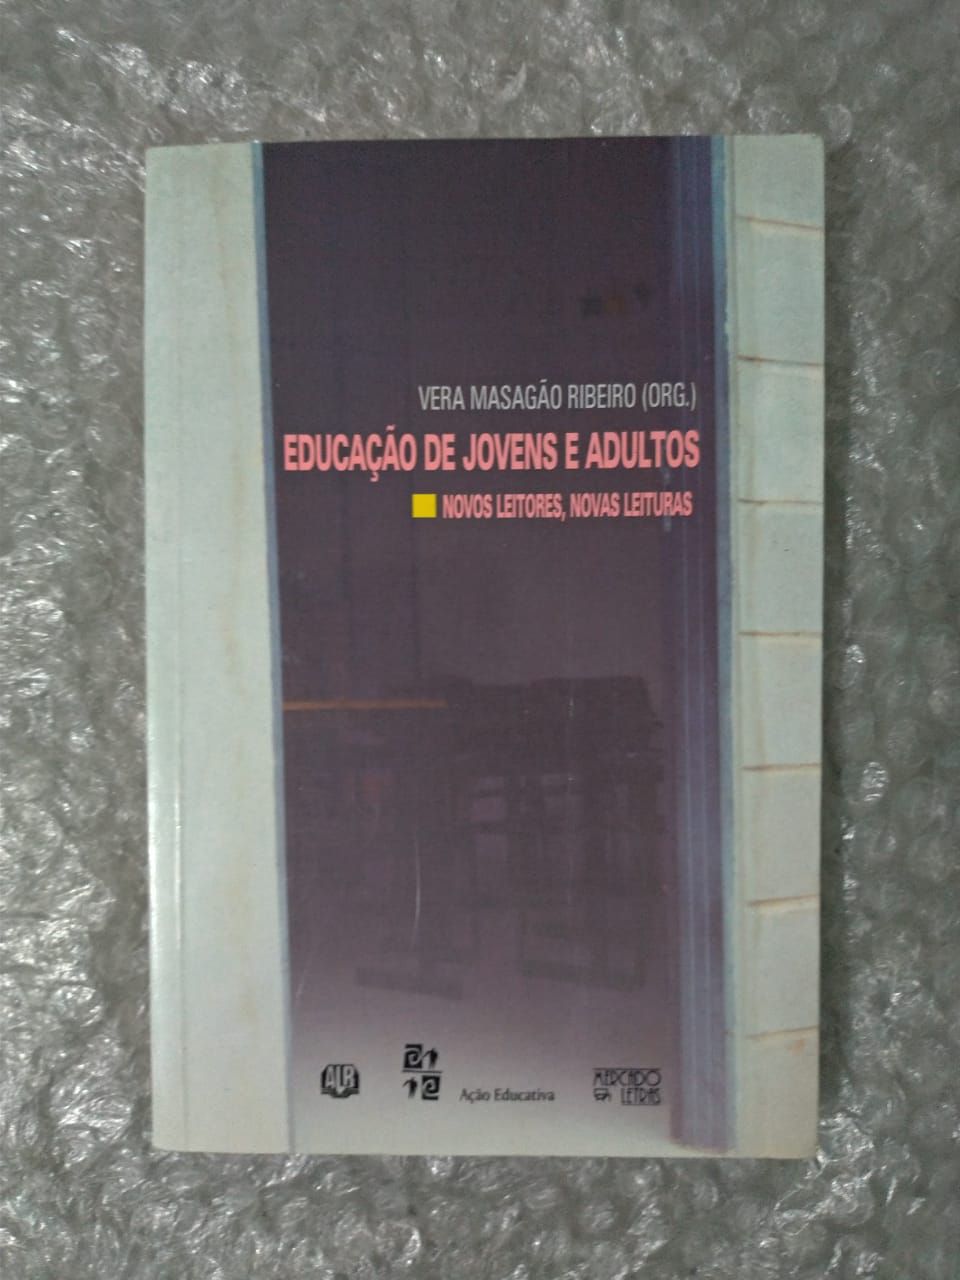 VERA MASAGÃO RIBEIRO (ORG.)
EDUCAÇÃO DE JOVENS E ADULTOS
NOVOS LEITORES, NOVAS LEITURAS
ALB
Ação Educativa
MERCADO
LETRAS